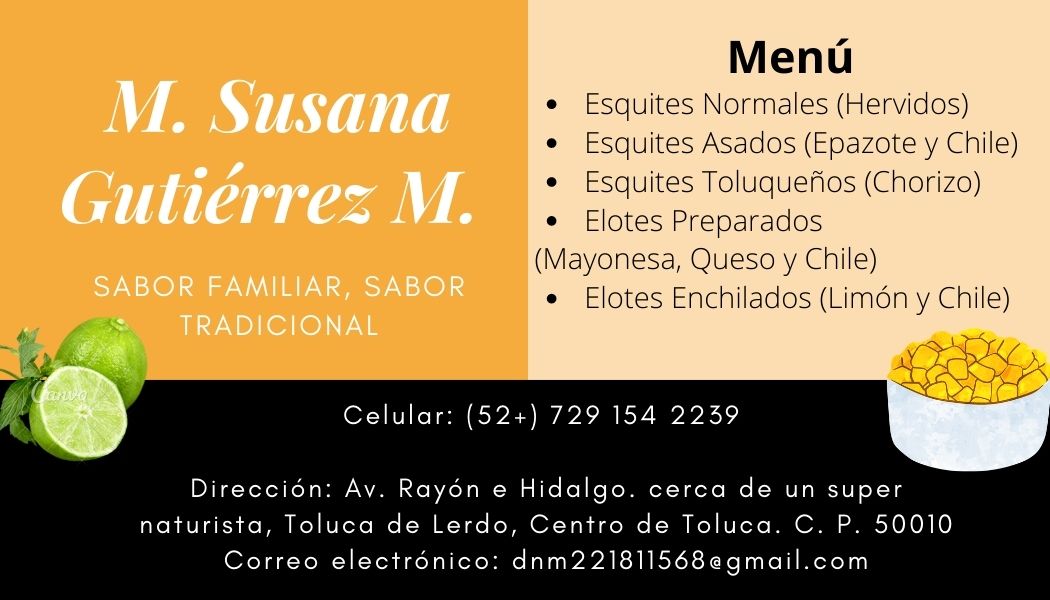 M. Susana
Gutiérrez M.
SABOR FAMILIAR, SABOR
TRADICIONAL
Menú
• Esquites Normales (Hervidos)
• Esquites Asados (Epazote y Chile)
• Esquites Toluqueños (Chorizo)
• Elotes Preparados
(Mayonesa, Queso y Chile)
• Elotes Enchilados (Limón y Chile)
Canva
Celular: (52+) 729 154 2239
Dirección: Av. Rayón e Hidalgo. cerca de un super
naturista, Toluca de Lerdo, Centro de Toluca. C. P. 50010
Correo electrónico: dnm221811568@gmail.com